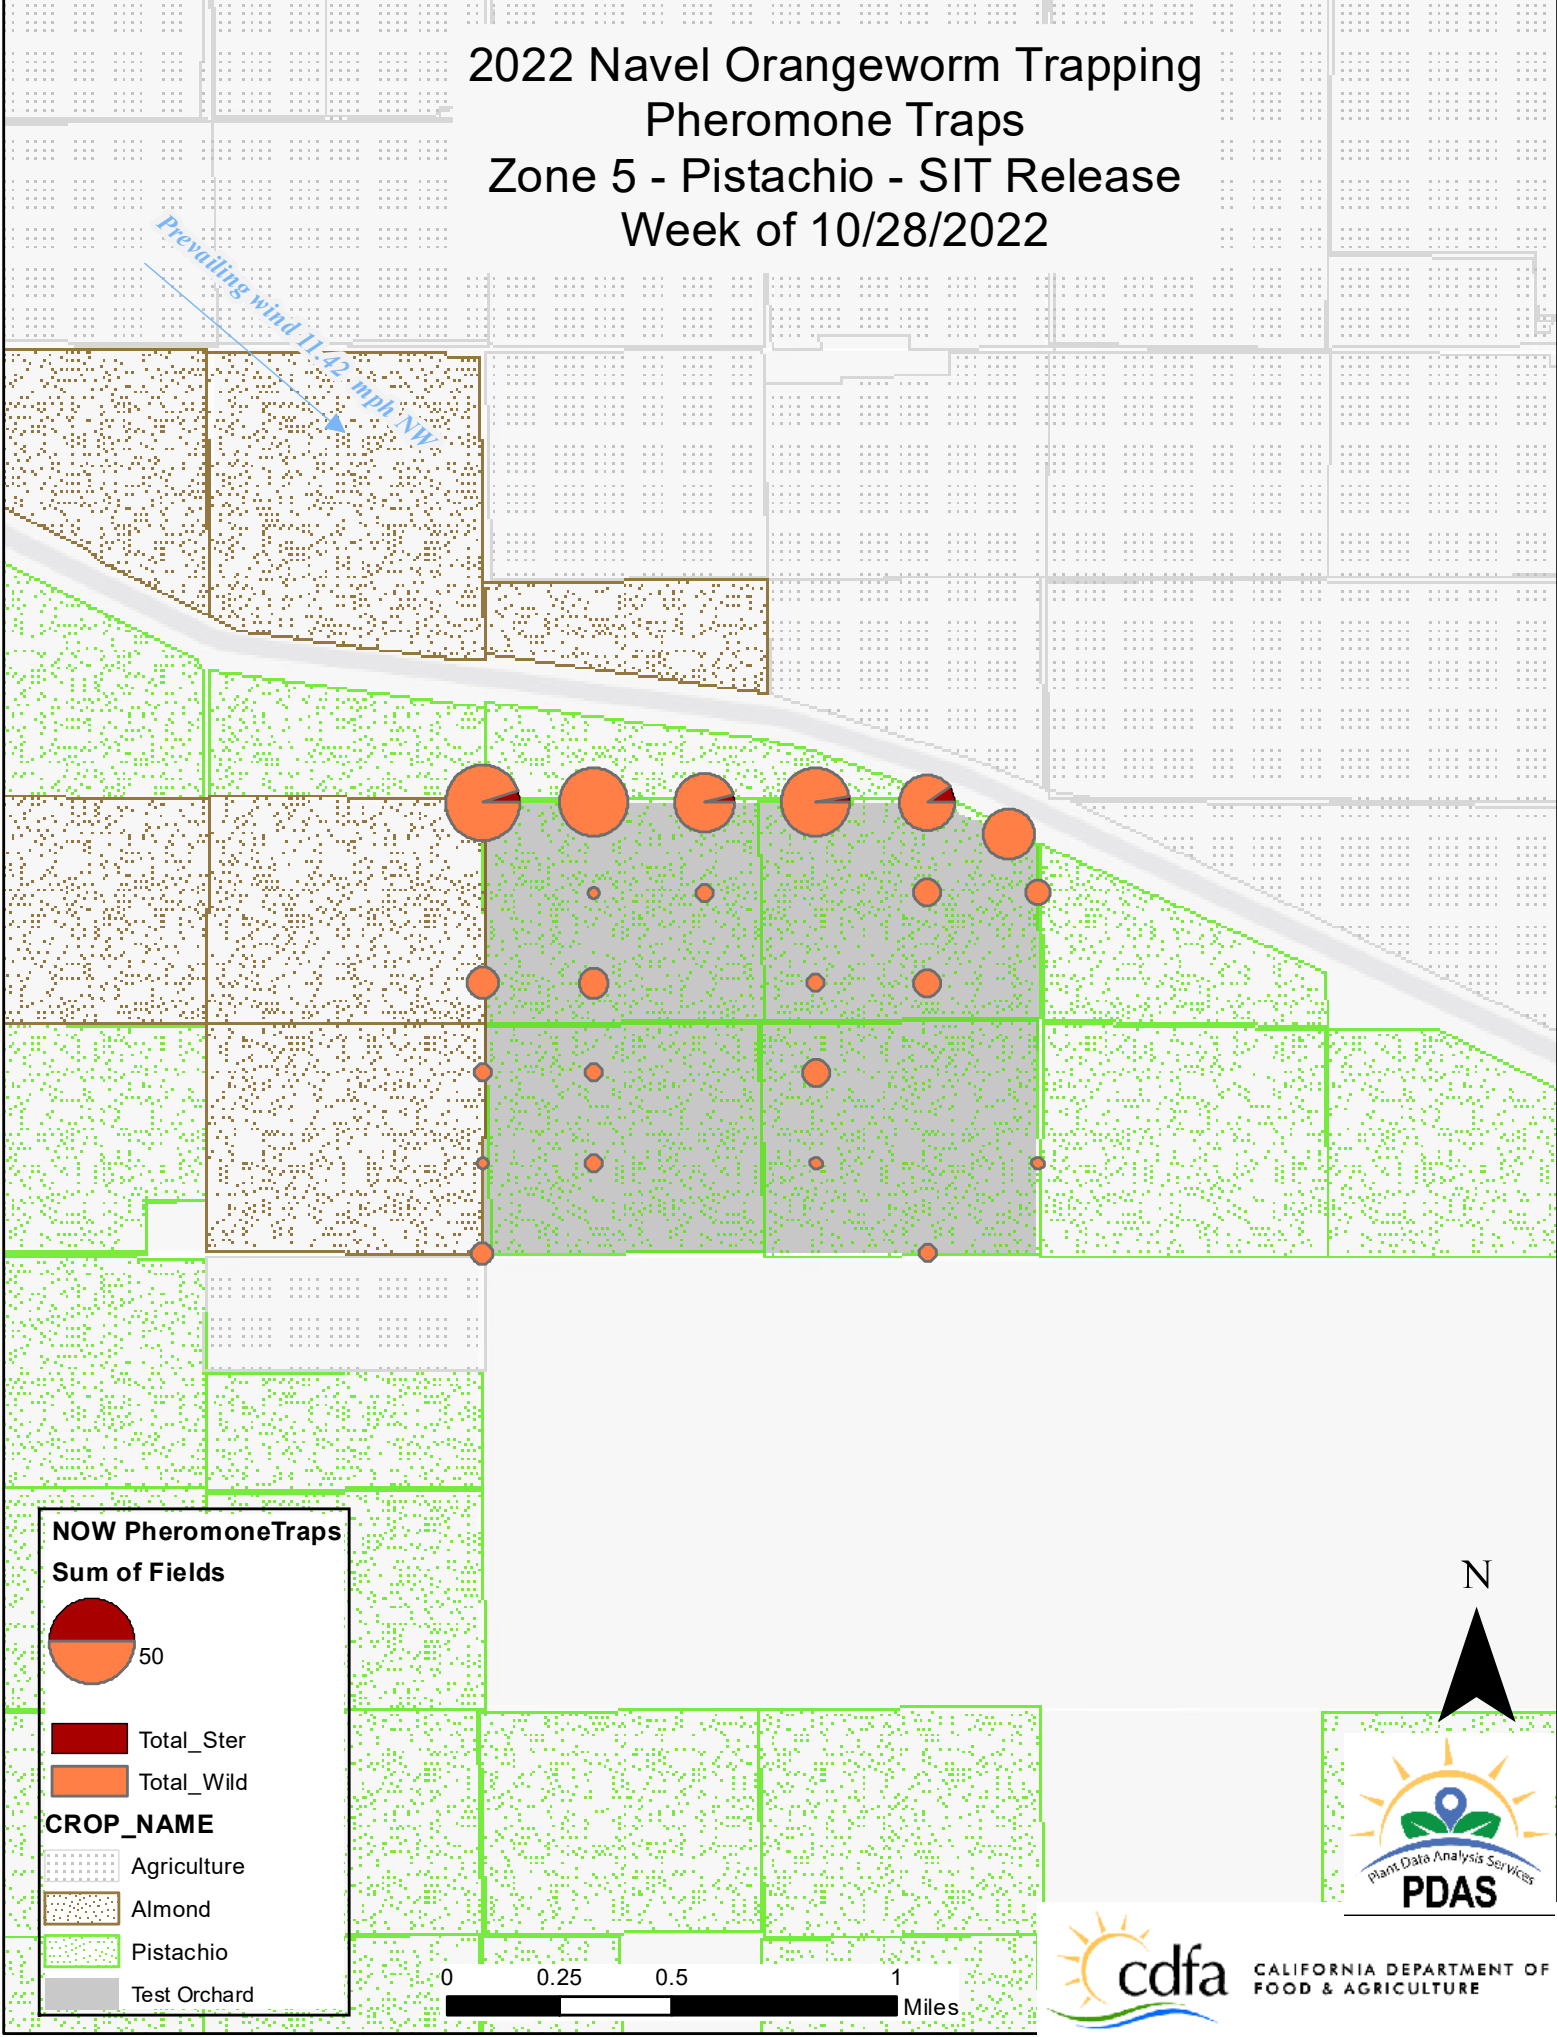 2022 Navel Orangeworm Trapping
Pheromone Traps
Zone 5 - Pistachio - SIT Release
Week of 10/28/2022
Prevailing wind 11.42 mph NW
NOW PheromoneTraps
Sum of Fields
50
Total_Ster
Total_Wild
CROP_NAME
Agriculture
Almond
Pistachio
Test Orchard
0 0.25 0.5 1
Miles
N
Plant Data Analysis Services
PDAS
cdfa
CALIFORNIA DEPARTMENT OF
FOOD & AGRICULTURE